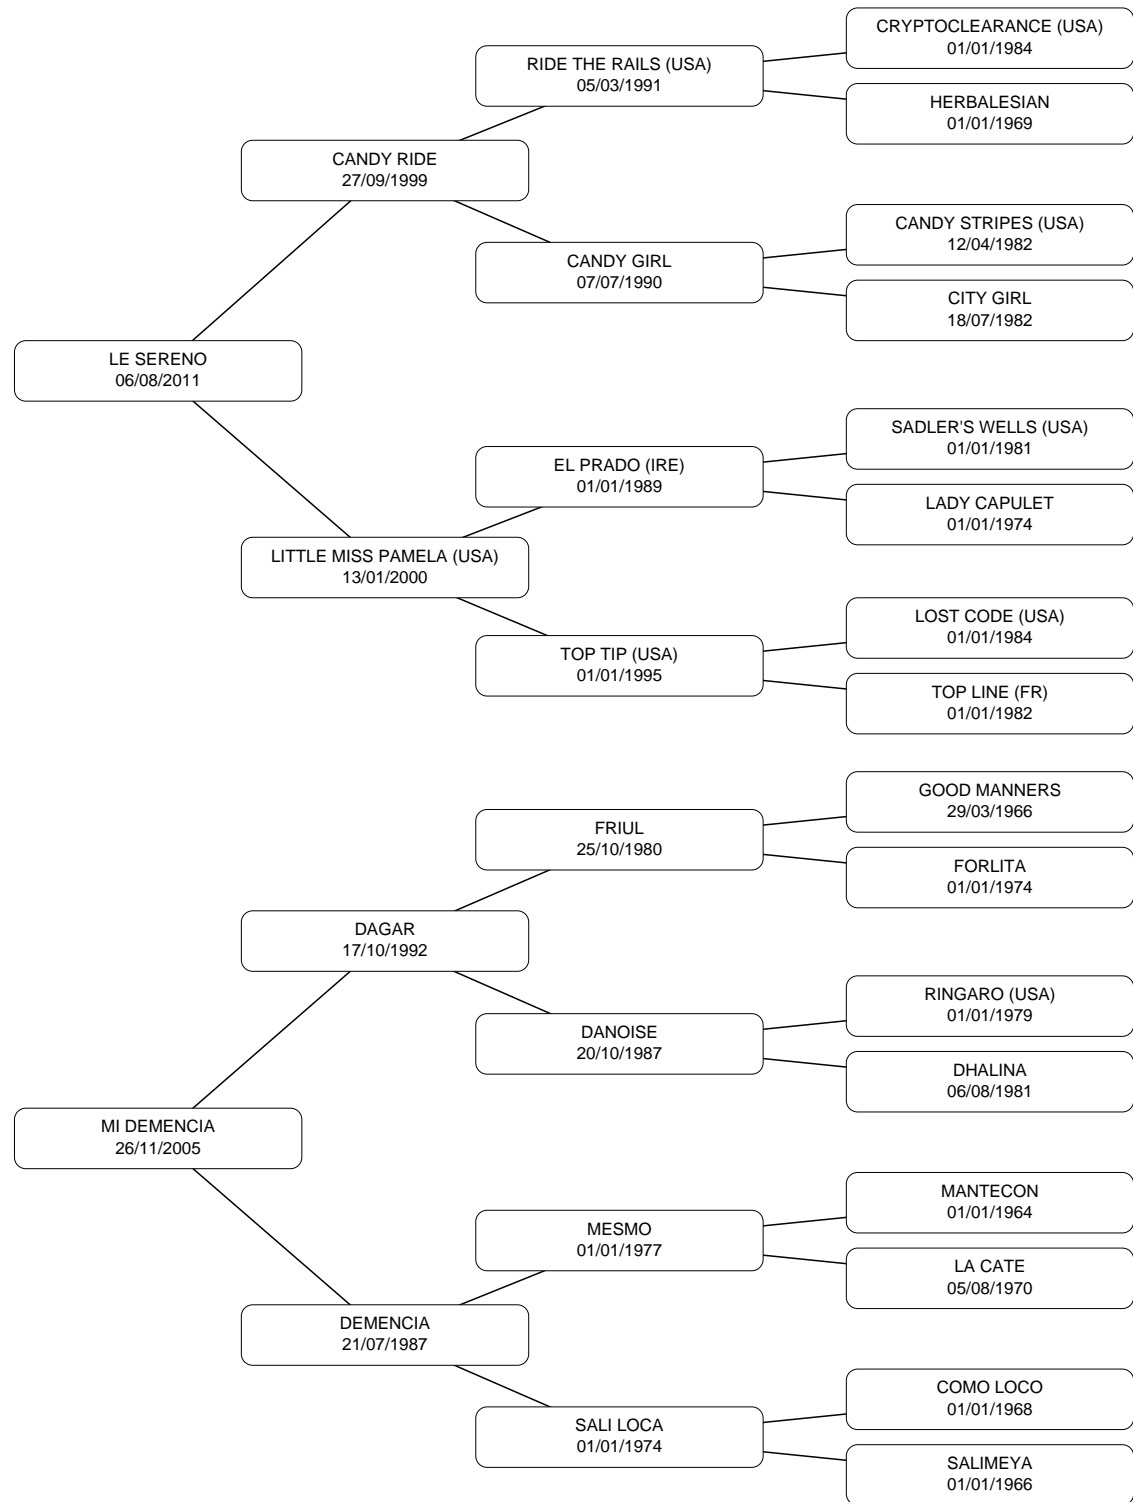 CRYPTOCLEARANCE (USA)
01/01/1984
RIDE THE RAILS (USA)
05/03/1991
HERBALESIAN
01/01/1969
CANDY RIDE
27/09/1999
CANDY STRIPES (USA)
12/04/1982
CANDY GIRL
07/07/1990
CITY GIRL
18/07/1982
LE SERENO
06/08/2011
SADLER'S WELLS (USA)
01/01/1981
EL PRADO (IRE)
01/01/1989
LADY CAPULET
01/01/1974
LITTLE MISS PAMELA (USA)
13/01/2000
LOST CODE (USA)
01/01/1984
TOP TIP (USA)
01/01/1995
TOP LINE (FR)
01/01/1982
GOOD MANNERS
29/03/1966
FRIUL
25/10/1980
FORLITA
01/01/1974
DAGAR
17/10/1992
RINGARO (USA)
01/01/1979
DANOISE
20/10/1987
DHALINA
06/08/1981
MI DEMENCIA
26/11/2005
MANTECON
01/01/1964
MESMO
01/01/1977
LA CATE
05/08/1970
DEMENCIA
21/07/1987
COMO LOCO
01/01/1968
SALI LOCA
01/01/1974
SALIMEYA
01/01/1966